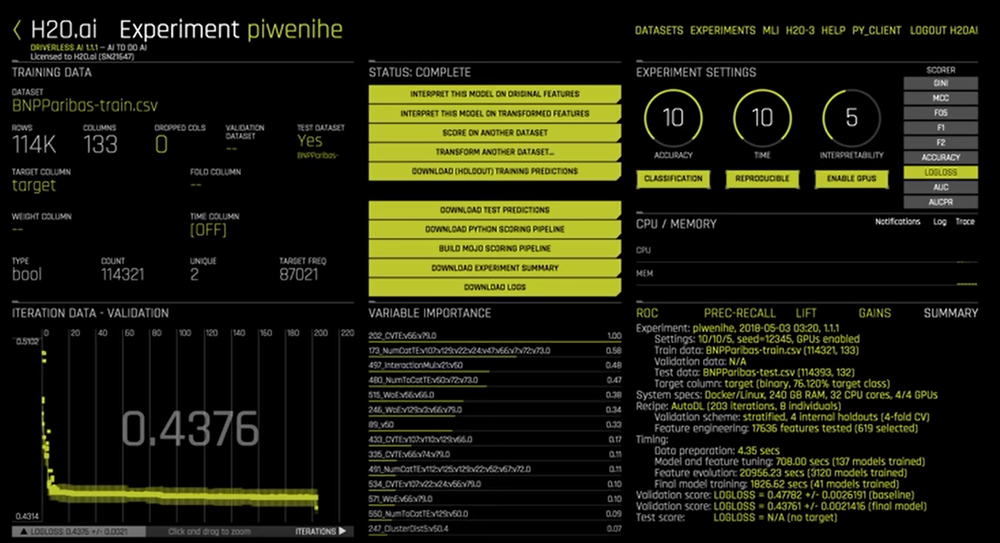 H2O.ai Experiment piwenihe
DRIVERLESS AI 1.1.1 – AI TO DO AI
Licensed to H2O.ai (SN21647)
DATASETS EXPERIMENTS MLI H2O-3 HELP PY_CLIENT LOGOUT H2OAI
TRAINING DATA
DATASET
BNPParibas-train.csv
ROWS COLUMNS DROPPED COLS VALIDATION DATASET TEST DATASET
114K 133 0 -- Yes
BNPParibas-
TARGET COLUMN FOLD COLUMN
target --
WEIGHT COLUMN TIME COLUMN
-- [OFF]
TYPE COUNT UNIQUE TARGET FREQ
bool 114321 2 87021
STATUS: COMPLETE
INTERPRET THIS MODEL ON ORIGINAL FEATURES
INTERPRET THIS MODEL ON TRANSFORMED FEATURES
SCORE ON ANOTHER DATASET
TRANSFORM ANOTHER DATASET...
DOWNLOAD (HOLDOUT) TRAINING PREDICTIONS
DOWNLOAD TEST PREDICTIONS
DOWNLOAD PYTHON SCORING PIPELINE
BUILD MOJO SCORING PIPELINE
DOWNLOAD EXPERIMENT SUMMARY
DOWNLOAD LOGS
EXPERIMENT SETTINGS
10 10 5
ACCURACY TIME INTERPRETABILITY
CLASSIFICATION REPRODUCIBLE ENABLE GPUS
SCORER
GINI
MCC
F05
F1
F2
ACCURACY
LOGLOSS
AUC
AUCPR
CPU / MEMORY
Notifications Log Trace
CPU
MEM
ITERATION DATA - VALIDATION
0 20 40 60 80 100 120 140 160 180 200 220
0.5102
0.4376
0.4314
▲ LOGLOSS 0.4376 +/- 0.0021 Click and drag to zoom ITERATIONS ▶
VARIABLE IMPORTANCE
202_CVTE:v56:v79.0 1.00
173_NumCatTE:v107:v129:v22:v24:v47:v66:v7:v72:v73.0 0.58
497_InteractionMul:v21:v50 0.48
480_NumToCatTE:v50:v72:v73.0 0.47
515_WoE:v56:v66.0 0.38
246_WoE:v129:v3:v66:v79.0 0.34
89_v50 0.33
433_CVTE:v107:v110:v129:v66.0 0.17
335_CVTE:v66:v74:v79.0 0.11
491_NumCatTE:v112:v125:v129:v22:v52:v67:v72.0 0.11
534_CVTE:v107:v22:v24:v56:v79.0 0.10
571_WoE:v66:v79.0 0.10
550_NumToCatTE:v129:v50.0 0.09
247_ClusterDist5:v50.4 0.07
ROC PREC-RECALL LIFT GAINS SUMMARY
Experiment: piwenihe, 2018-05-03 03:20, 1.1.1
Settings: 10/10/5, seed=12345, GPUs enabled
Train data: BNPParibas-train.csv (114321, 133)
Validation data: N/A
Test data: BNPParibas-test.csv (114393, 132)
Target column: target (binary, 76.120% target class)
System specs: Docker/Linux, 240 GB RAM, 32 CPU cores, 4/4 GPUs
Recipe: AutoDL (203 iterations, 8 individuals)
Validation scheme: stratified, 4 internal holdouts (4-fold CV)
Feature engineering: 17636 features tested (619 selected)
Timing:
Data preparation: 4.35 secs
Model and feature tuning: 708.00 secs (137 models trained)
Feature evolution: 20956.23 secs (3120 models trained)
Final model training: 1826.62 secs (41 models trained)
Validation score: LOGLOSS = 0.47782 +/- 0.0026191 (baseline)
Validation score: LOGLOSS = 0.43761 +/- 0.0021416 (final model)
Test score: LOGLOSS = N/A (no target)